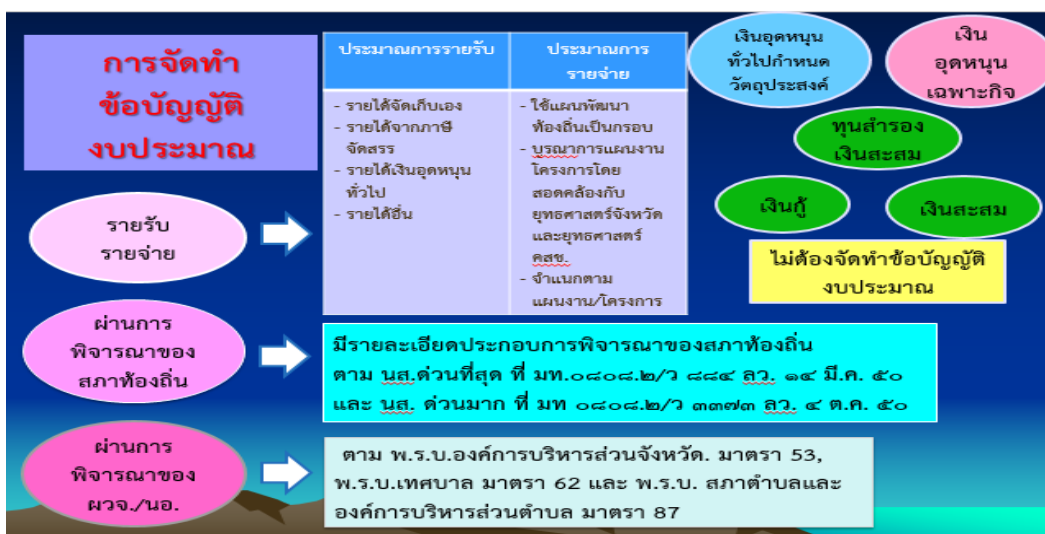 การจัดทำ
ข้อบัญญัติ
งบประมาณ
ประมาณการรายรับ
ประมาณการ
รายจ่าย
- รายได้จัดเก็บเอง
- รายได้จากภาษี
จัดสรร
- รายได้เงินอุดหนุน
ทั่วไป
- รายได้อื่น
- ใช้แผนพัฒนา
ท้องถิ่นเป็นกรอบ
- บูรณาการแผนงาน
โครงการโดย
สอดคล้องกับ
ยุทธศาสตร์จังหวัด
และยุทธศาสตร์
คสช.
- จำแนกตาม
แผนงาน/โครงการ
เงินอุดหนุน
ทั่วไปกำหนด
วัตถุประสงค์
เงิน
อุดหนุน
เฉพาะกิจ
ทุนสำรอง
เงินสะสม
เงินกู้
เงินสะสม
ไม่ต้องจัดทำข้อบัญญัติ
งบประมาณ
รายรับ
รายจ่าย
ผ่านการ
พิจารณาของ
สภาท้องถิ่น
มีรายละเอียดประกอบการพิจารณาของสภาท้องถิ่น
ตาม นส.ด่วนที่สุด ที่ มท.๐๘๐๘.๒/ว ๘๘๔ ลว. ๑๔ มี.ค. ๕๐
และ นส. ด่วนมาก ที่ มท ๐๘๐๘.๒/ว ๓๓๗๓ ลว. ๔ ต.ค. ๕๐
ผ่านการ
พิจารณาของ
ผวจ./นอ.
ตาม พ.ร.บ.องค์การบริหารส่วนจังหวัด. มาตรา 53,
พ.ร.บ.เทศบาล มาตรา 62 และ พ.ร.บ. สภาตำบลและ
องค์การบริหารส่วนตำบล มาตรา 87